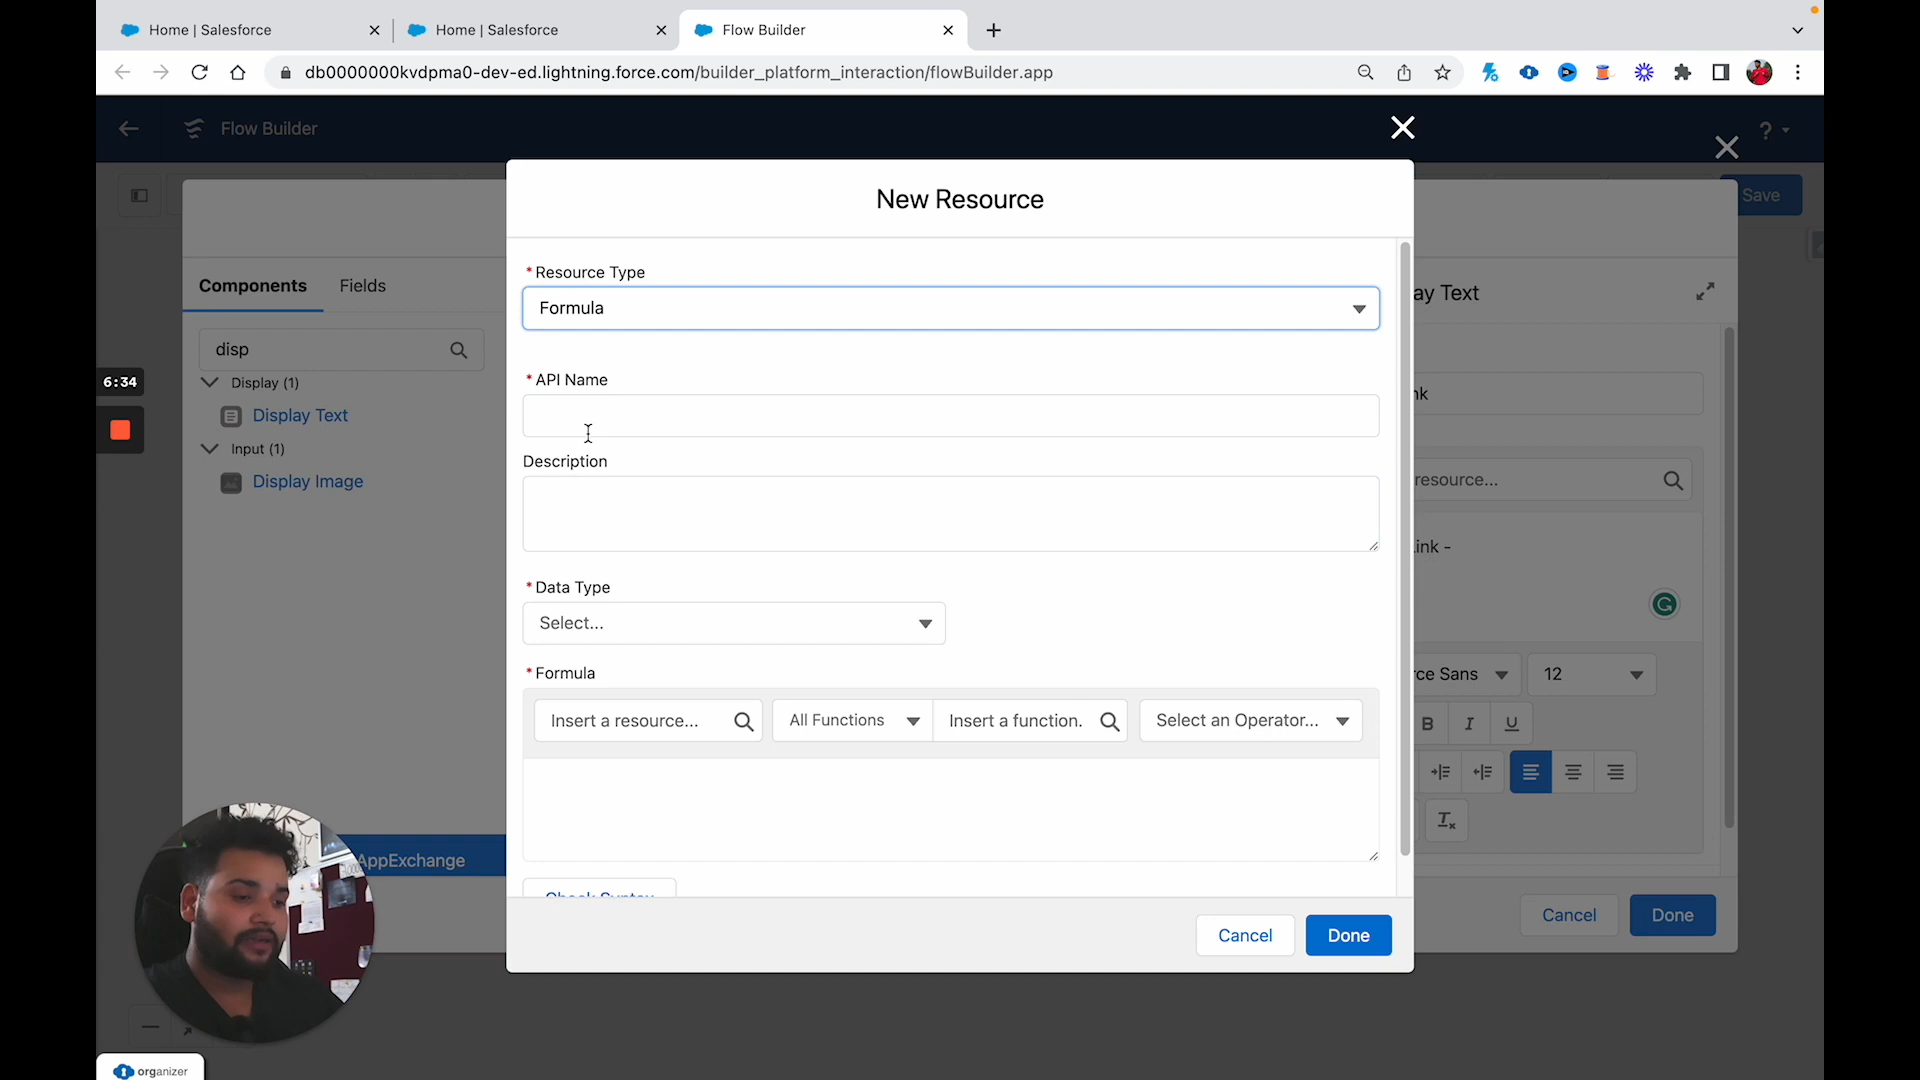 Home | Salesforce
Home | Salesforce
Flow Builder
db0000000kvdpma0-dev-ed.lightning.force.com/builder_platform_interaction/flowBuilder.app
Flow Builder
?
Save
New Resource
Components
Fields
disp
Display (1)
Display Text
Input (1)
Display Image
AppExchange
6:34
* Resource Type
Formula
* API Name
Description
* Data Type
Select...
* Formula
Insert a resource...
All Functions
Insert a function.
Select an Operator...
Check Syntax
Cancel
Done
ay Text
nk
resource...
ink -
ce Sans
12
B
I
U
Cancel
Done
organizer